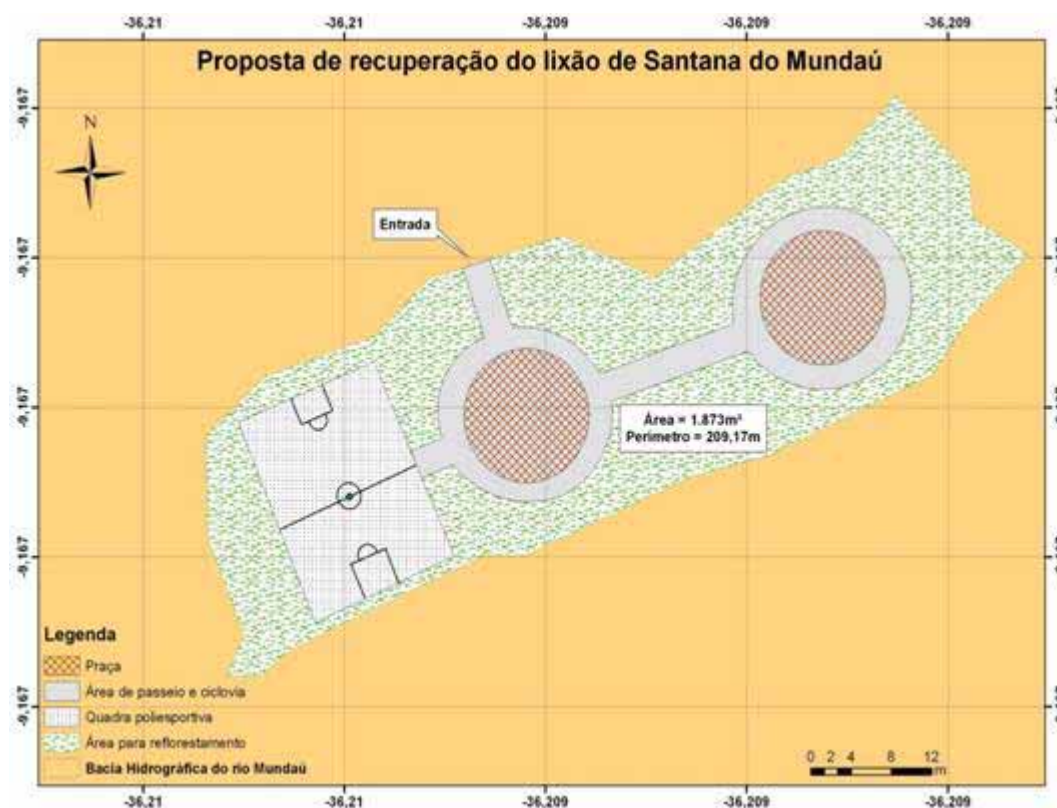 -36,21 -36,21 -36,209 -36,209 -36,209
Proposta de recuperação do lixão de Santana do Mundaú
-9,167
N
Entrada
-9,167
-9,167
Área = 1.873m²
Perímetro = 209,17m
-9,167
Legenda
Praça
Área de passeio e ciclovia
-9,167
Quadra poliesportiva
Área para reflorestamento
Bacia Hidrográfica do rio Mundaú
0 2 4 8 12
m
-36,21 -36,21 -36,209 -36,209 -36,209